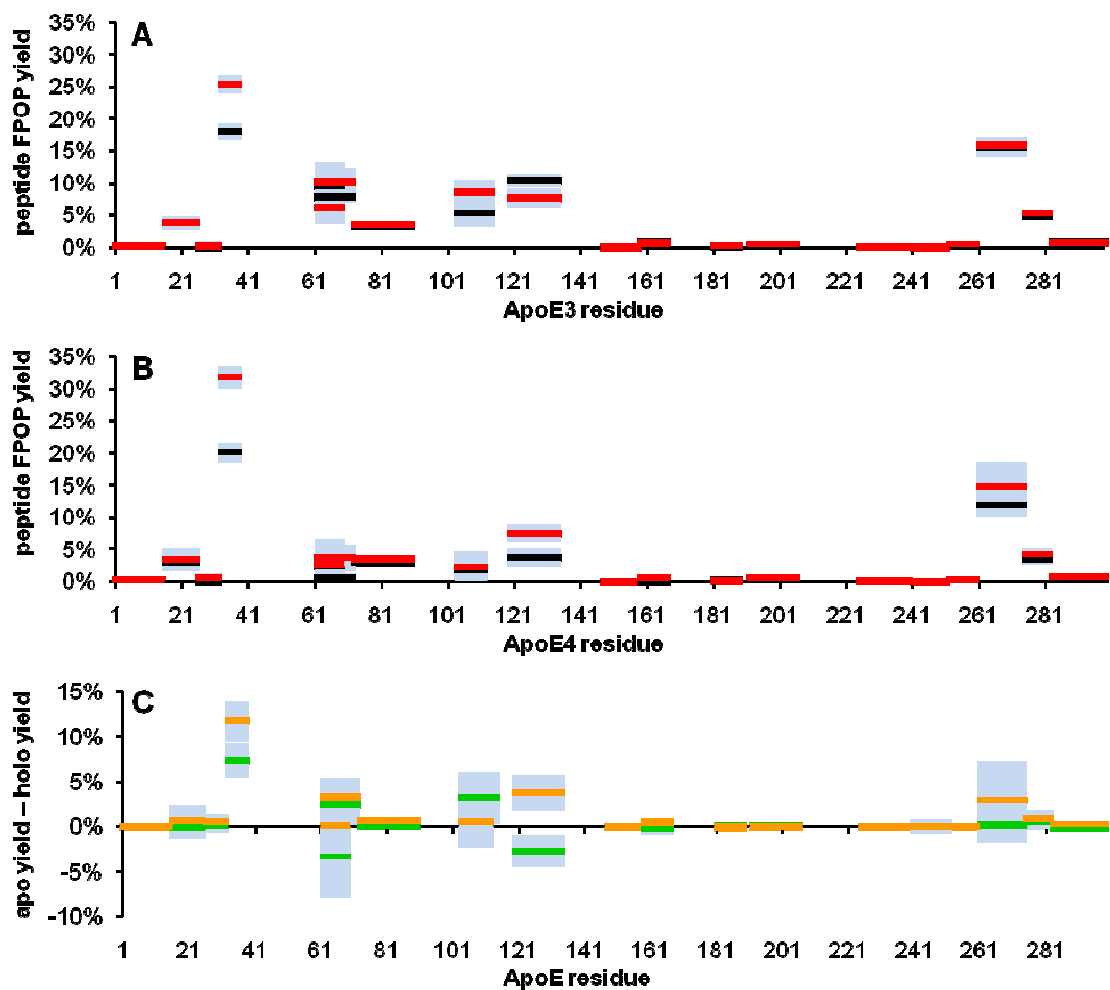 A
peptide FPOP yield
35%
30%
25%
20%
15%
10%
5%
0%
1 21 41 61 81 101 121 141 161 181 201 221 241 261 281
ApoE3 residue
B
peptide FPOP yield
35%
30%
25%
20%
15%
10%
5%
0%
1 21 41 61 81 101 121 141 161 181 201 221 241 261 281
ApoE4 residue
C
apo yield – holo yield
15%
10%
5%
0%
-5%
-10%
1 21 41 61 81 101 121 141 161 181 201 221 241 261 281
ApoE residue